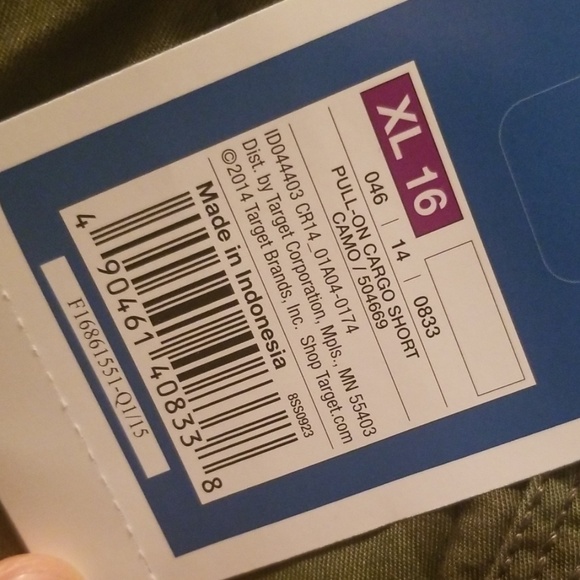 XL 16
046 | 14 | 0833
PULL-ON CARGO SHORT
CAMO / 504669
ID044403 CR14_01A04-0174
Dist. by Target Corporation, Mpls., MN 55403
©2014 Target Brands, Inc. Shop Target.com
Made in Indonesia
8SS0923
4 90461 40833 8
F16861551-Q1/15